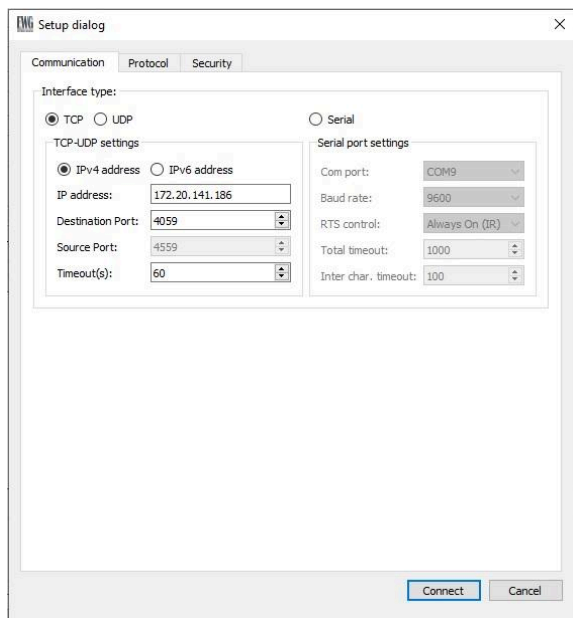 EWG Setup dialog
Communication Protocol Security
Interface type:
TCP UDP Serial
TCP-UDP settings
IPv4 address IPv6 address
IP address: 172.20.141.186
Destination Port: 4059
Source Port: 4559
Timeout(s): 60
Serial port settings
Com port: COM9
Baud rate: 9600
RTS control: Always On (IR)
Total timeout: 1000
Inter char. timeout: 100
Connect Cancel